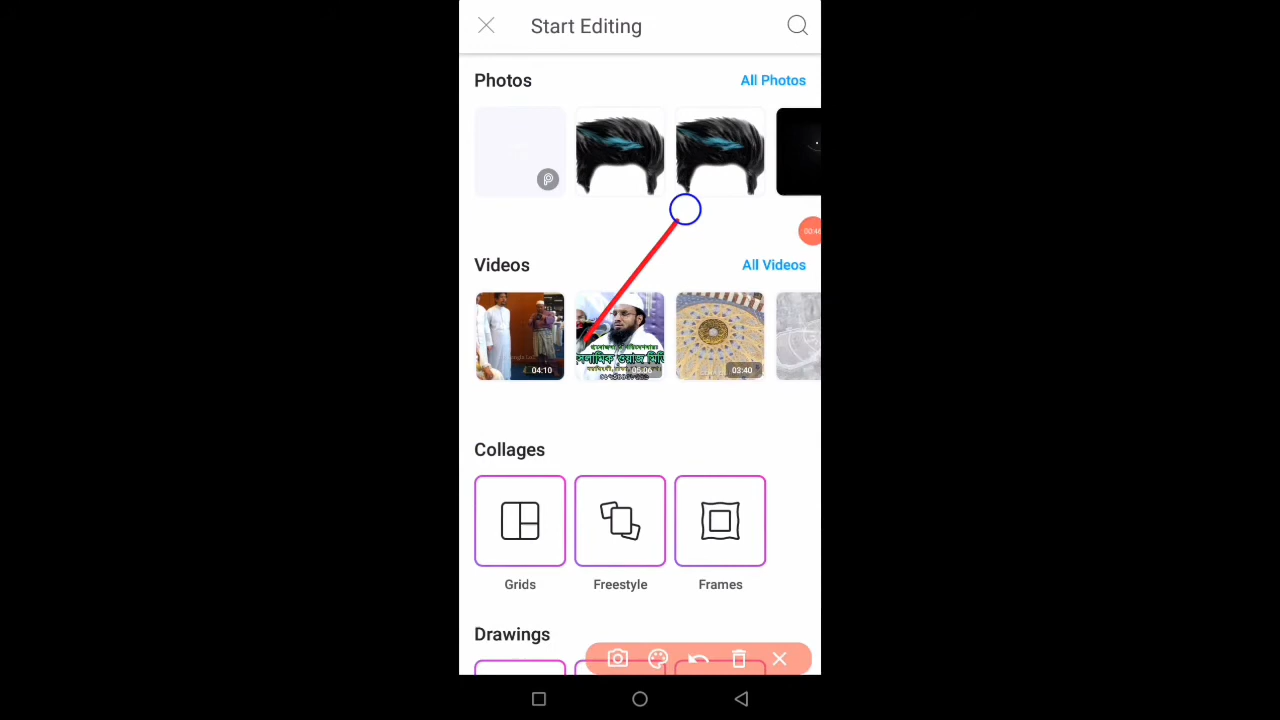 Start Editing
Photos
All Photos
Videos
All Videos
04:10
05:06
03:40
Collages
Grids
Freestyle
Frames
Drawings